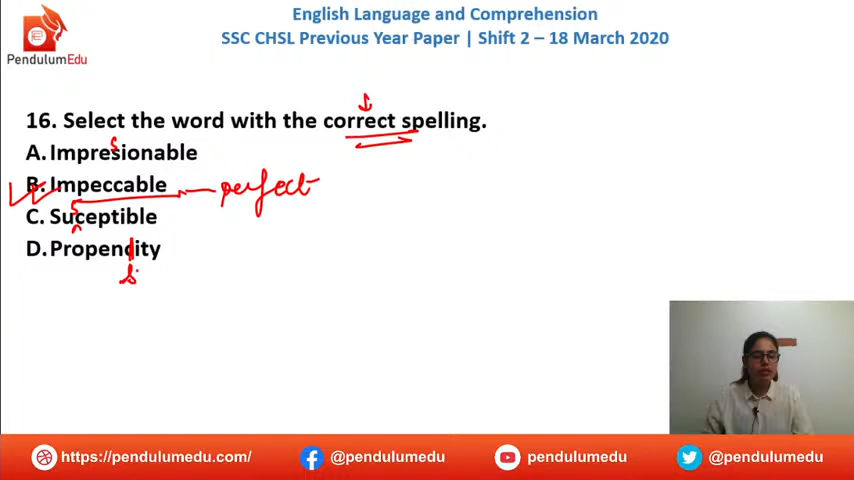 English Language and Comprehension
SSC CHSL Previous Year Paper | Shift 2 – 18 March 2020
PendulumEdu
16. Select the word with the correct spelling.
A. Impresionable
s
B. Impeccable
perfect
C. Suceptible
s
D. Propencity
s
https://pendulumedu.com/
@pendulumedu
pendulumedu
@pendulumedu